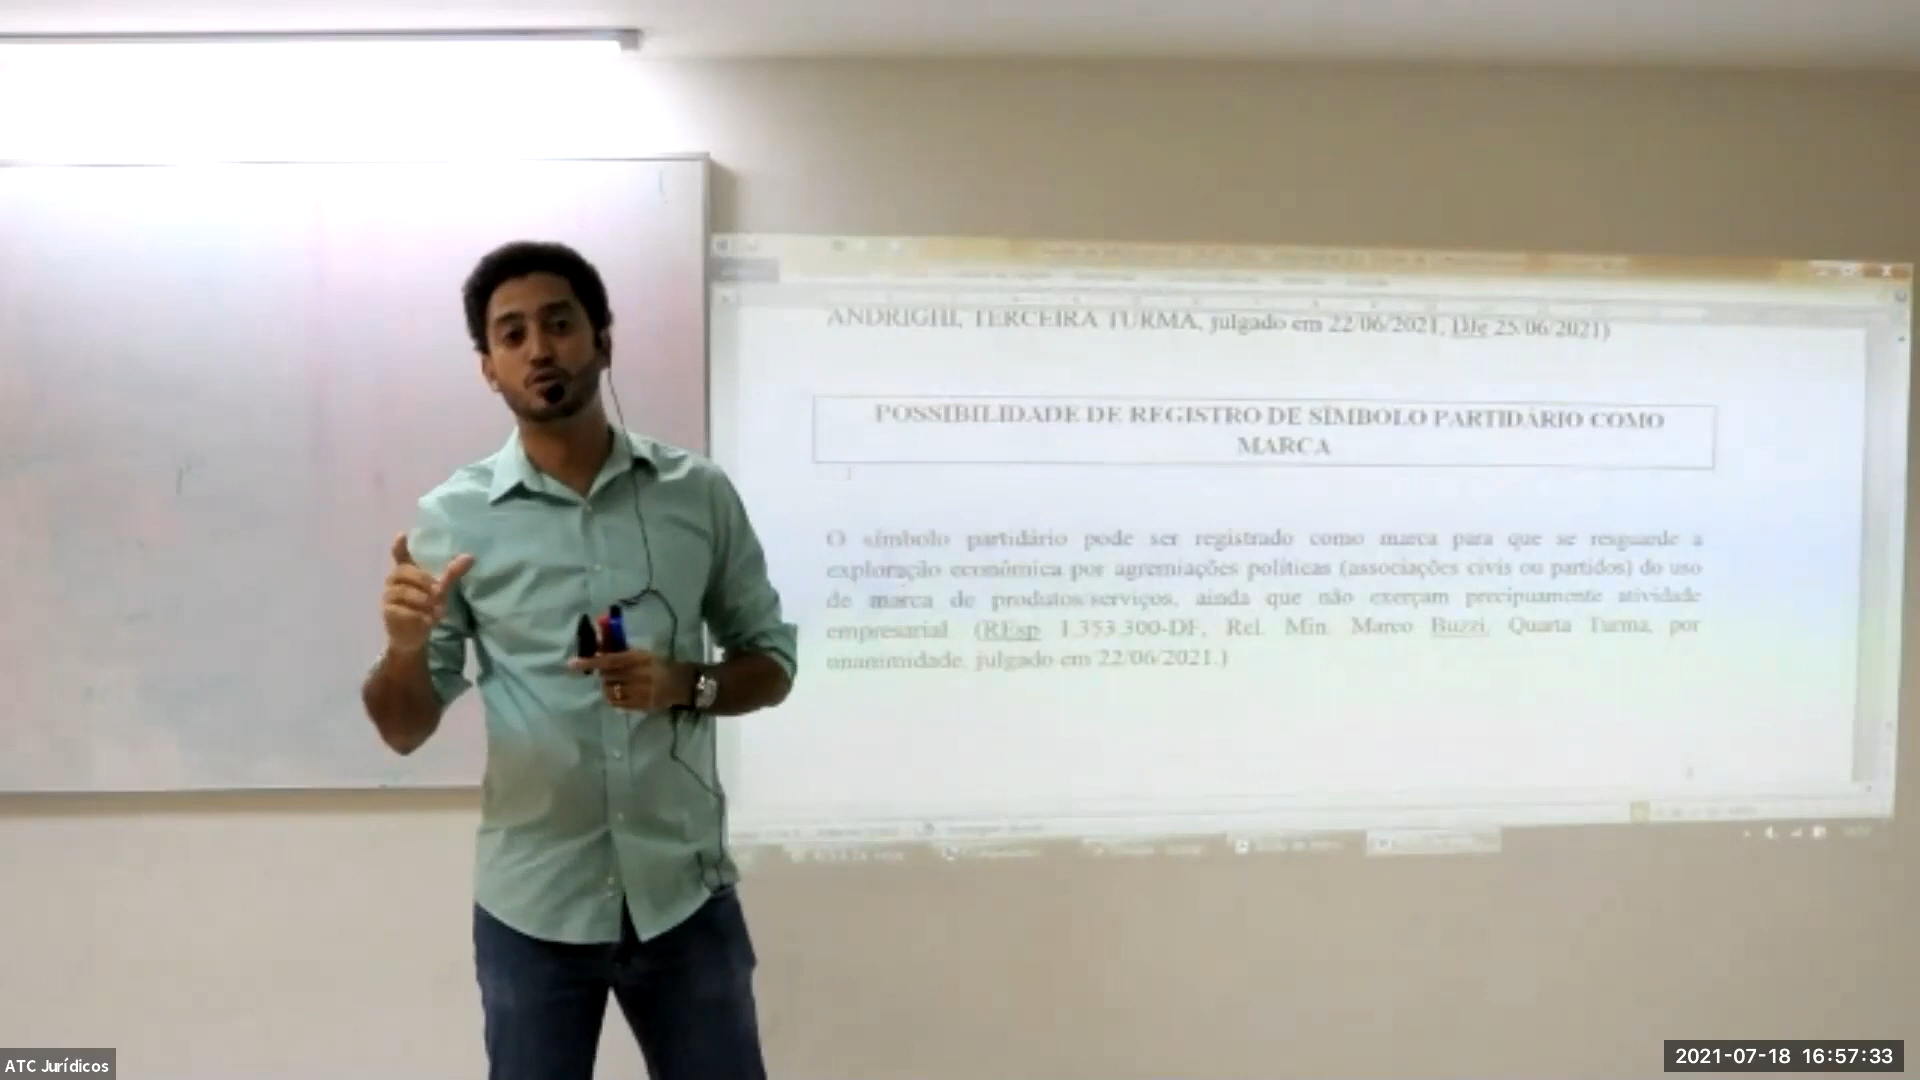 ANDRIGHI, TERCEIRA TURMA, julgado em 22/06/2021, DJe 25/06/2021)
POSSIBILIDADE DE REGISTRO DE SÍMBOLO PARTIDÁRIO COMO
MARCA
O símbolo partidário pode ser registrado como marca para que se resguarde a
exploração econômica por agremiações políticas (associações civis ou partidos) do uso
de marca de produtos/serviços, ainda que não exerçam precipuamente atividade
empresarial. (REsp 1.353.300-DF, Rel. Min. Marco Buzzi, Quarta Turma, por
unanimidade, julgado em 22/06/2021.)
ATC Jurídicos
2021-07-18 16:57:33